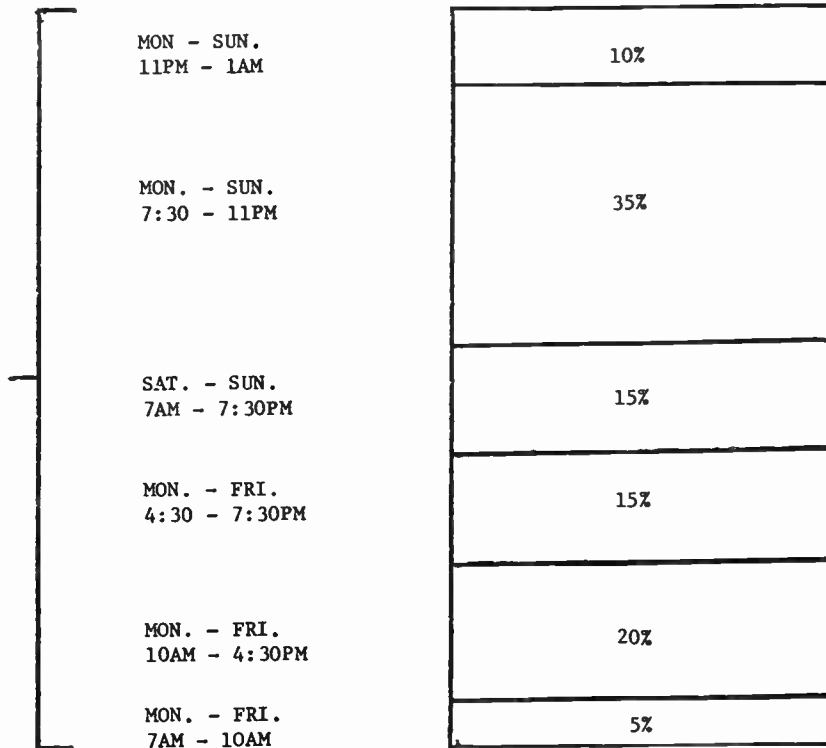 MON - SUN.
11PM - 1AM
10%
MON. - SUN.
7:30 - 11PM
35%
SAT. - SUN.
7AM - 7:30PM
15%
MON. - FRI.
4:30 - 7:30PM
15%
MON. - FRI.
10AM - 4:30PM
20%
MON. - FRI.
7AM - 10AM
5%